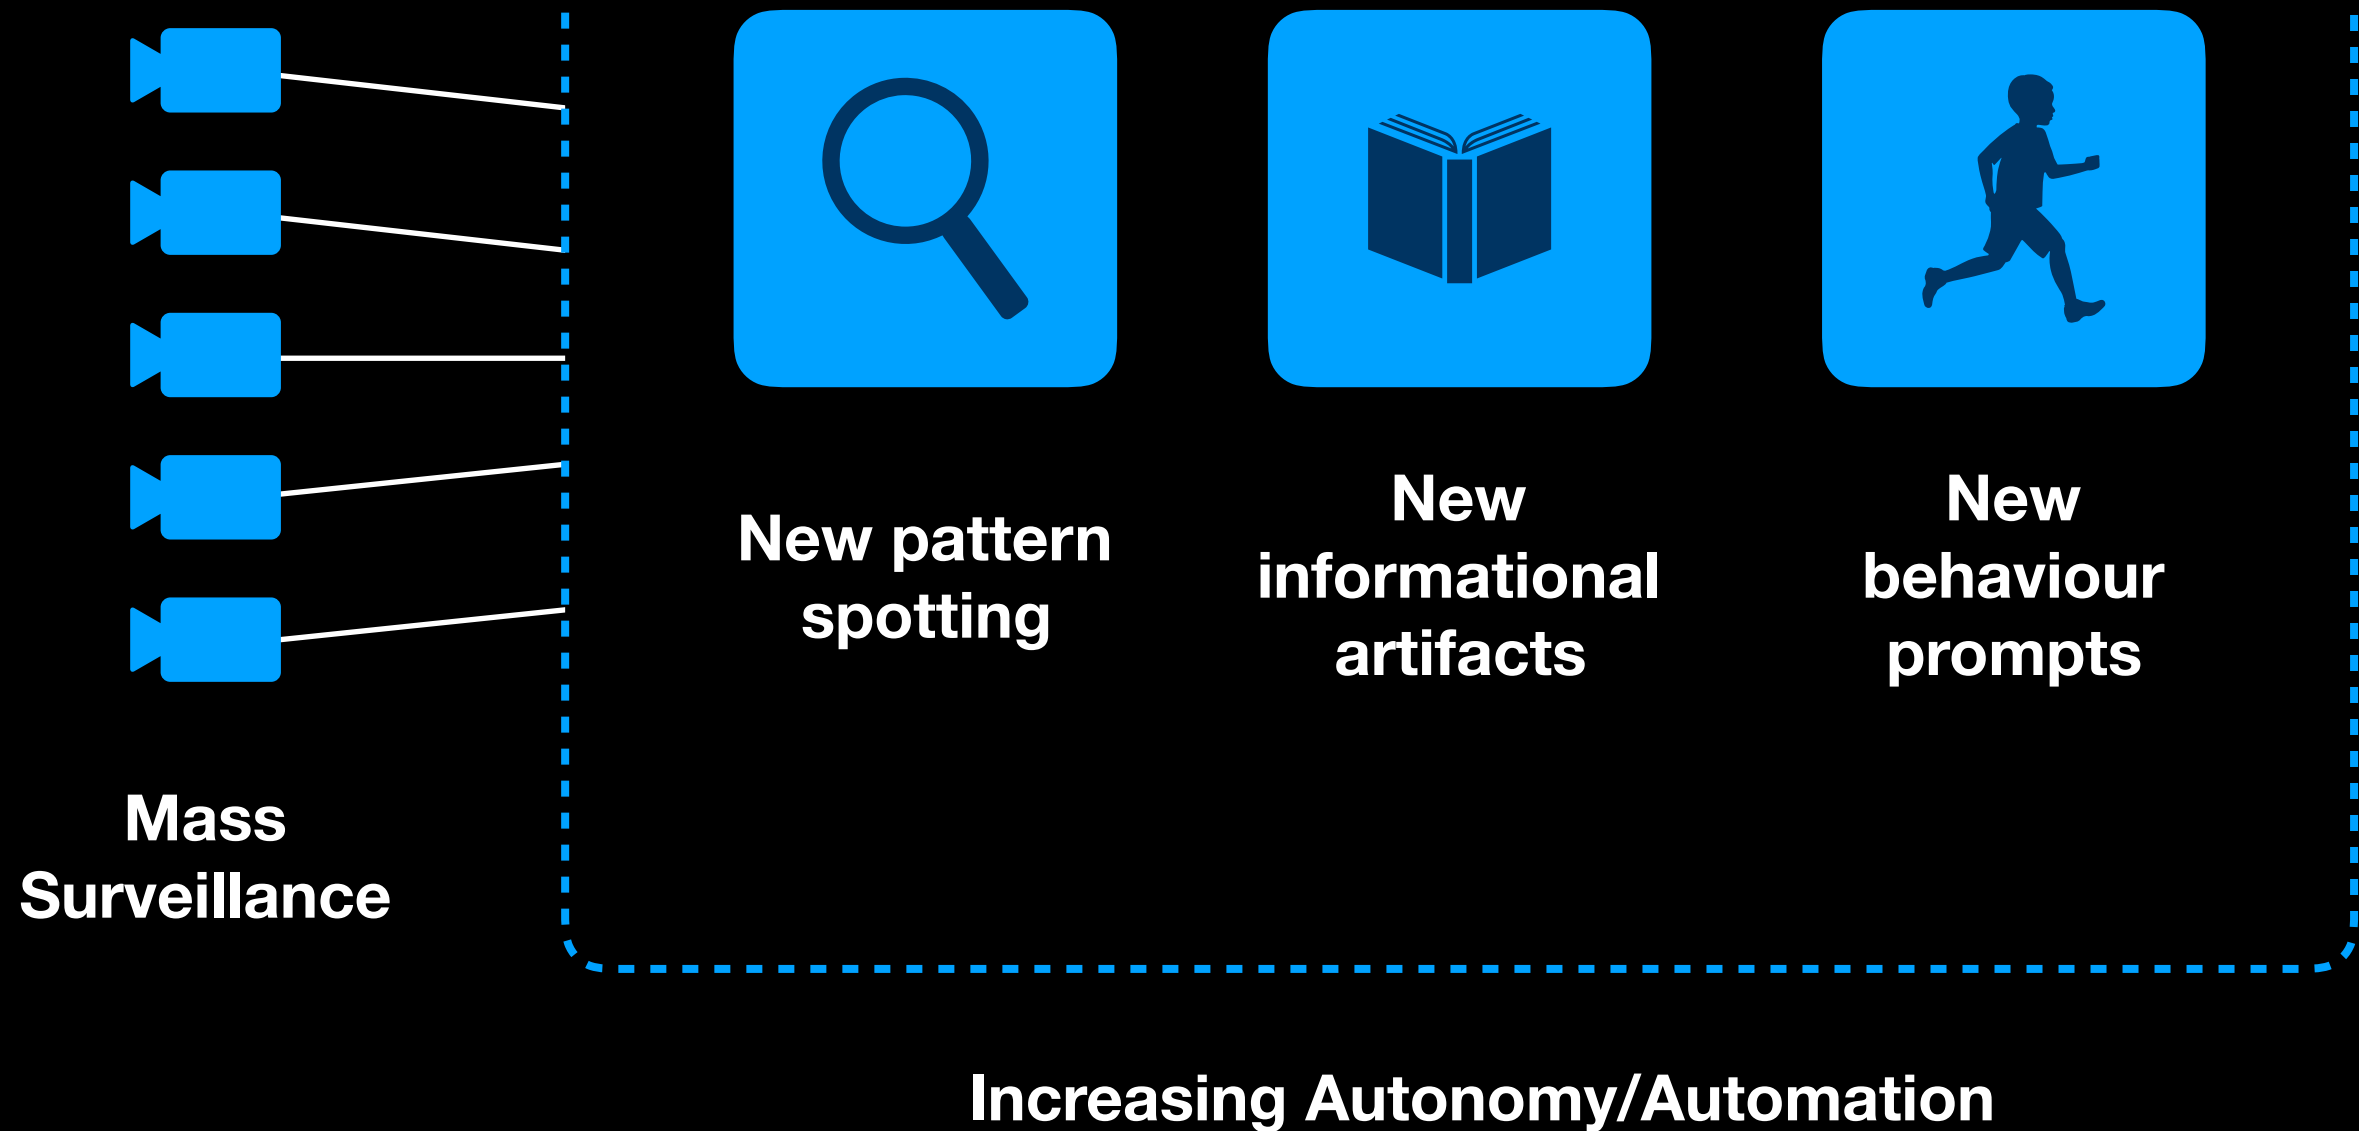 New pattern
spotting
New
informational
artifacts
New
behaviour
prompts
Mass
Surveillance
Increasing Autonomy/Automation